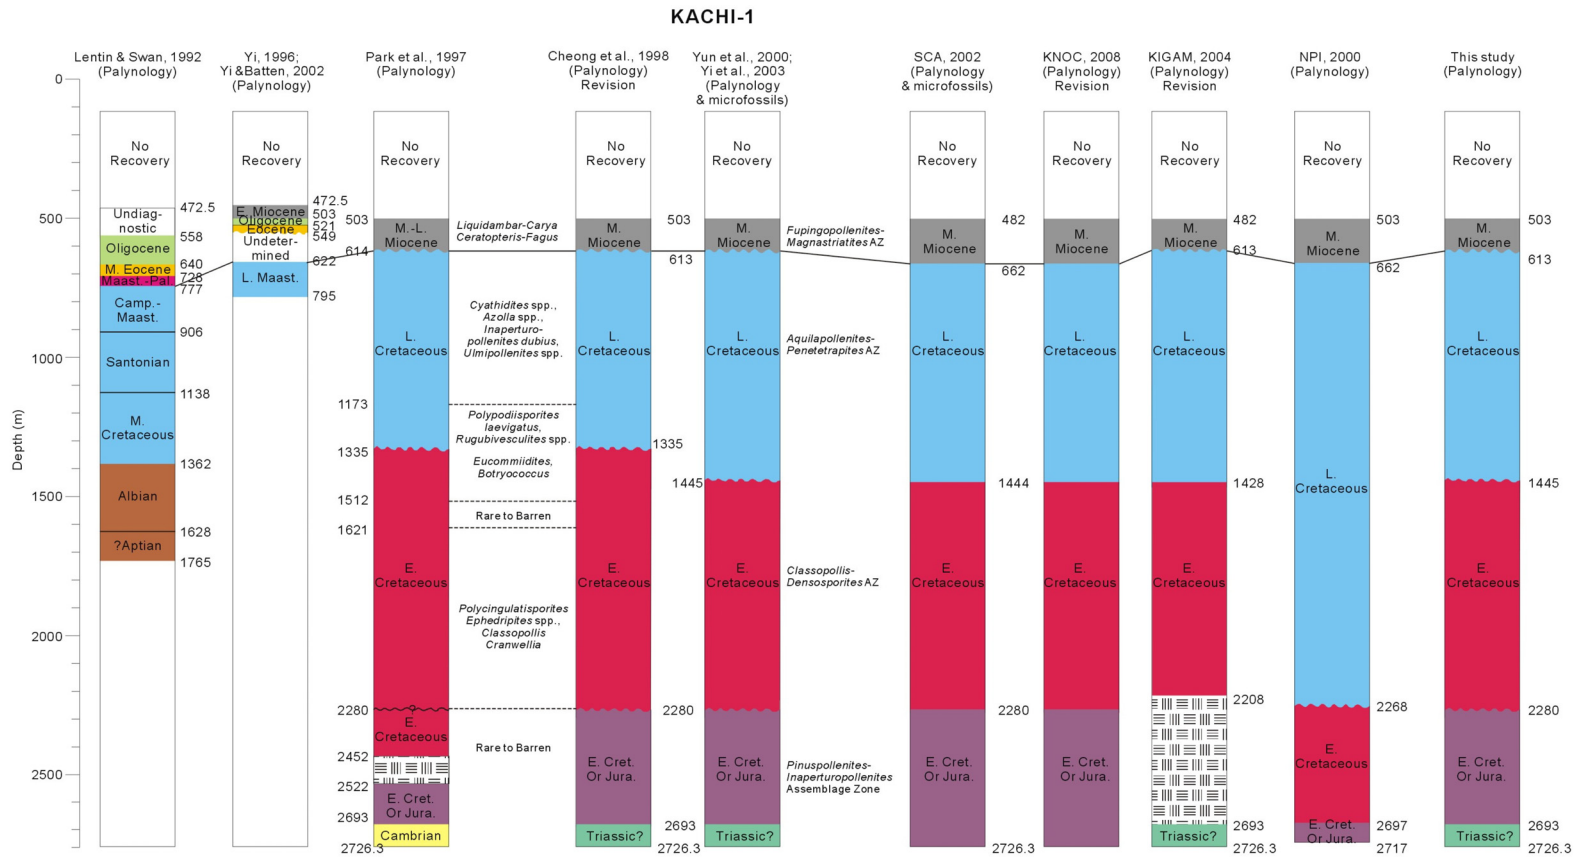 KACHI-1
Lentin & Swan, 1992
(Palynology)
Yi, 1996;
Yi &Batten, 2002
(Palynology)
Park et al., 1997
(Palynology)
Cheong et al., 1998
(Palynology)
Revision
Yun et al., 2000;
Yi et al., 2003
(Palynology
& microfossils)
SCA, 2002
(Palynology
& microfossils)
KNOC, 2008
(Palynology)
Revision
KIGAM, 2004
(Palynology)
Revision
NPI, 2000
(Palynology)
This study
(Palynology)
Depth (m)
0
500
1000
1500
2000
2500
No
Recovery
Undiag-
nostic
Oligocene
M. Eocene
Maast.-Pal.
Camp.-
Maast.
Santonian
M.
Cretaceous
Albian
?Aptian
472.5
558
640
728
777
906
1138
1362
1628
1765
No
Recovery
E. Miocene
Oligocene
Eocene
Undeter-
mined
L. Maast.
472.5
503
521
549
622
795
No
Recovery
M.-L.
Miocene
L.
Cretaceous
E.
Cretaceous
?
E.
Cretaceous
E. Cret.
Or Jura.
Cambrian
503
614
1173
1335
1512
1621
2280
2452
2522
2693
2726.3
Liquidambar-Carya
Ceratopteris-Fagus
Cyathidites spp.,
Azolla spp.,
Inaperturo-
pollenites dubius,
Ulmipollenites spp.
Polypodiisporites
laevigatus,
Rugubivesculites spp.
Eucommiidites,
Botryococcus
Rare to Barren
Polycingulatisporites
Ephedripites spp.,
Classopollis
Cranwellia
Rare to Barren
No
Recovery
M.
Miocene
L.
Cretaceous
E.
Cretaceous
E. Cret.
Or Jura.
Triassic?
503
613
1335
2280
2693
2726.3
No
Recovery
M.
Miocene
L.
Cretaceous
1445
E.
Cretaceous
E. Cret.
Or Jura.
Triassic?
Fupingopollenites-
Magnastriatites AZ
Aquilapollenites-
Penetetrapites AZ
Classopollis-
Densosporites AZ
Pinuspollenites-
Inaperturopollenites
Assemblage Zone
No
Recovery
M.
Miocene
L.
Cretaceous
E.
Cretaceous
E. Cret.
Or Jura.
482
662
1444
2280
2726.3
No
Recovery
M.
Miocene
L.
Cretaceous
E.
Cretaceous
E. Cret.
Or Jura.
No
Recovery
M.
Miocene
L.
Cretaceous
E.
Cretaceous
Triassic?
482
613
1428
2208
2693
2726.3
No
Recovery
M.
Miocene
L.
Cretaceous
E.
Cretaceous
E. Cret.
Or Jura.
503
662
2268
2697
2717
No
Recovery
M.
Miocene
L.
Cretaceous
E.
Cretaceous
E. Cret.
Or Jura.
Triassic?
503
613
1445
2280
2693
2726.3